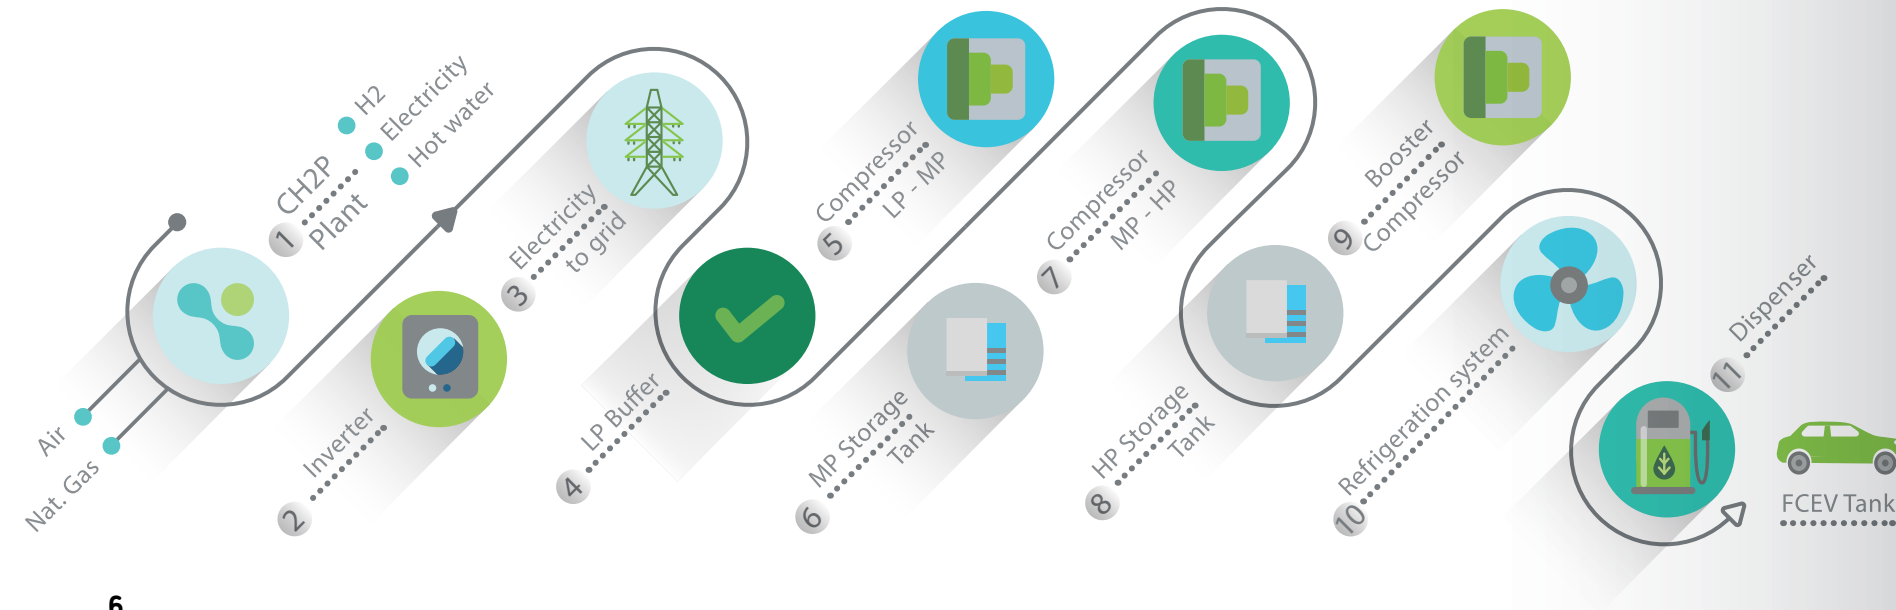 Air
Nat. Gas
1
CH2P
Plant
H2
Electricity
Hot water
2
Inverter
3
Electricity
to grid
4
LP Buffer
5
Compressor
LP - MP
6
MP Storage
Tank
7
Compressor
MP - HP
8
HP Storage
Tank
9
Booster
Compressor
10
Refrigeration system
11
Dispenser
FCEV Tank
6